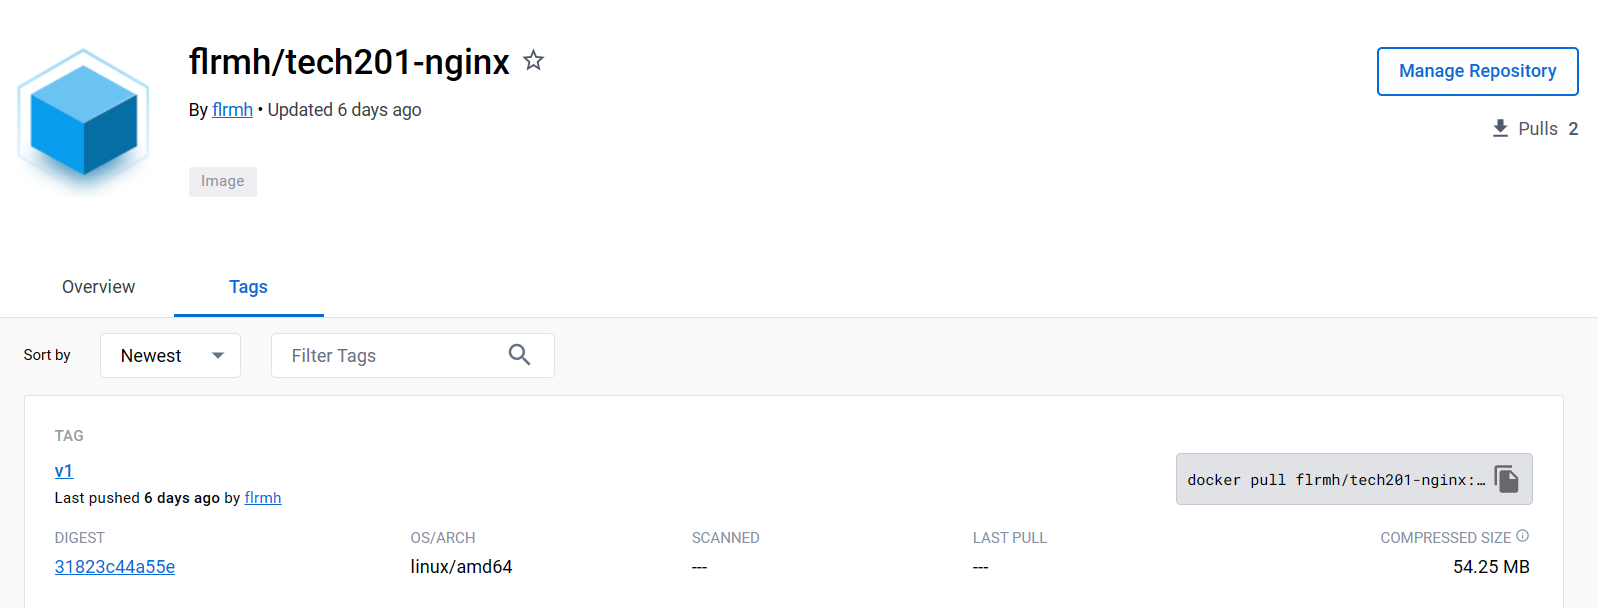 flrmh/tech201-nginx
By flrmh • Updated 6 days ago
Manage Repository
Pulls 2
Image
Overview Tags
Sort by Newest Filter Tags
TAG
v1
Last pushed 6 days ago by flrmh
docker pull flrmh/tech201-nginx:…
DIGEST OS/ARCH SCANNED LAST PULL COMPRESSED SIZE
31823c44a55e linux/amd64 --- --- 54.25 MB